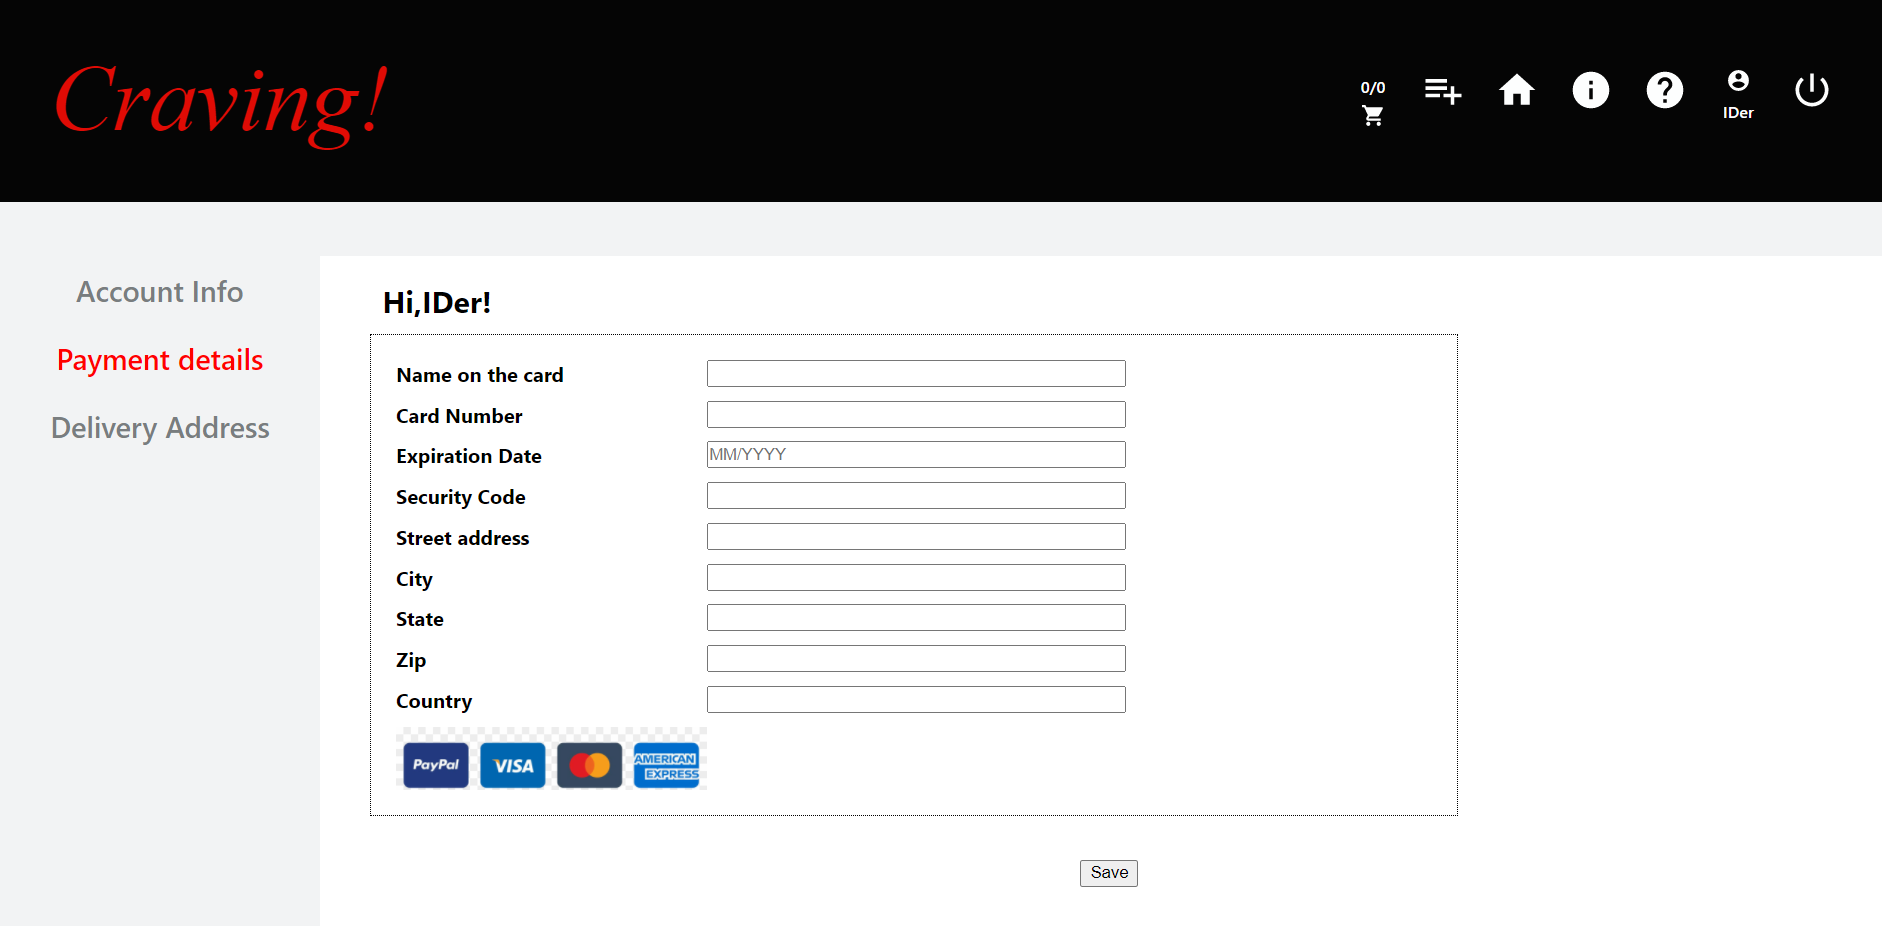 Craving!
0/0
IDer
Account Info
Payment details
Delivery Address
Hi,IDer!
Name on the card
Card Number
Expiration Date MM/YYYY
Security Code
Street address
City
State
Zip
Country
PayPal VISA AMERICAN EXPRESS
Save